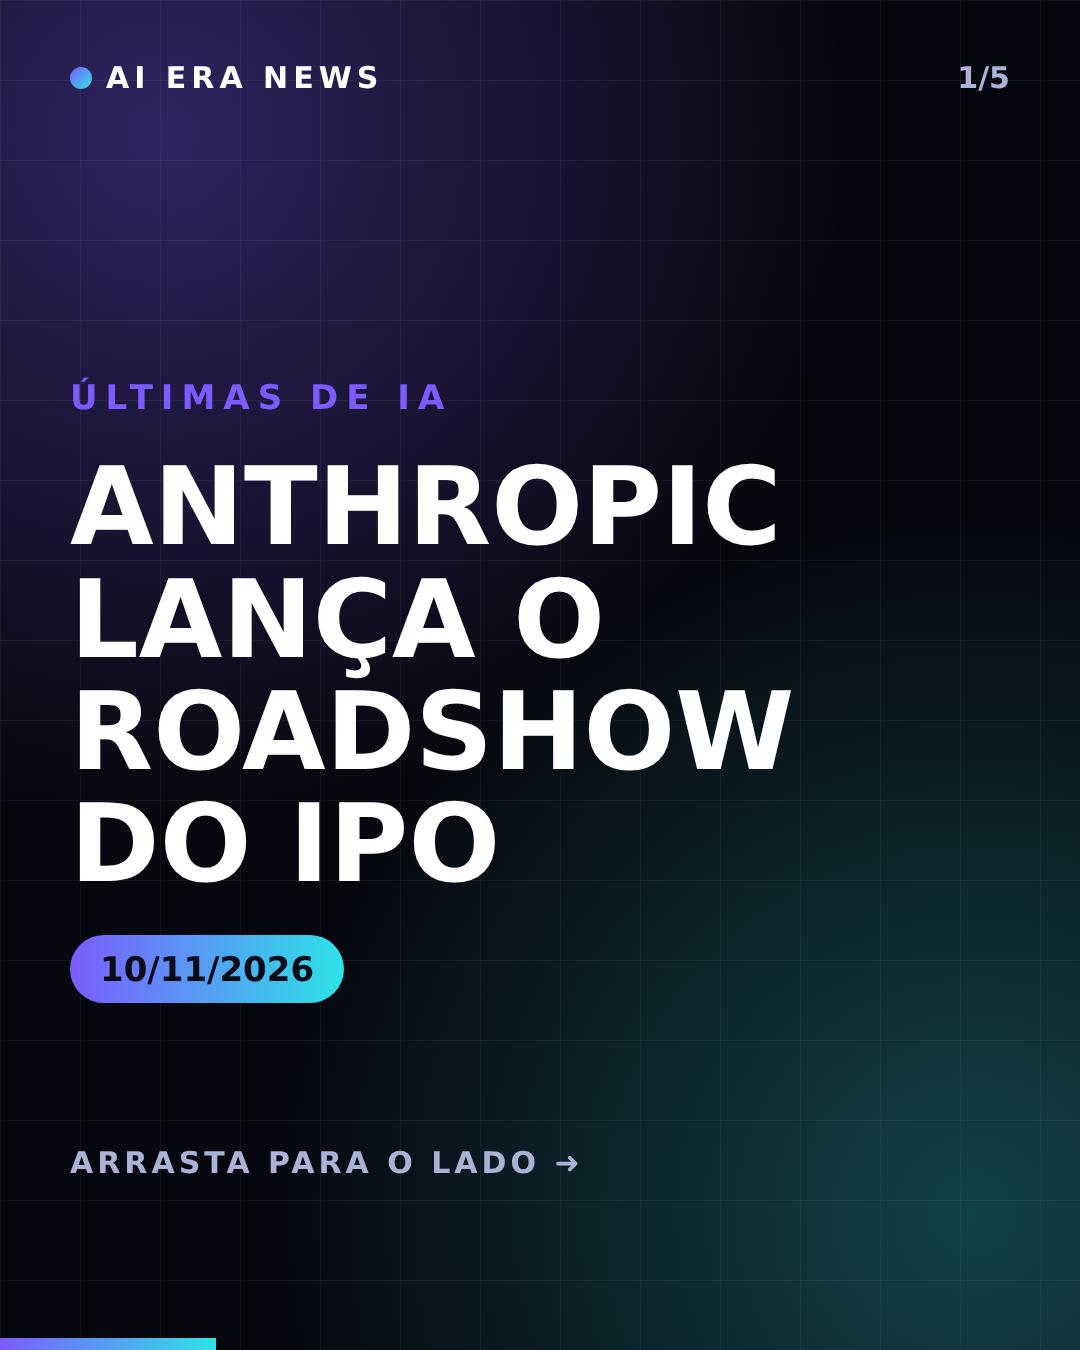 AI ERA NEWS
1/5
ÚLTIMAS DE IA
ANTHROPIC
LANÇA O
ROADSHOW
DO IPO
10/11/2026
ARRASTA PARA O LADO ➜